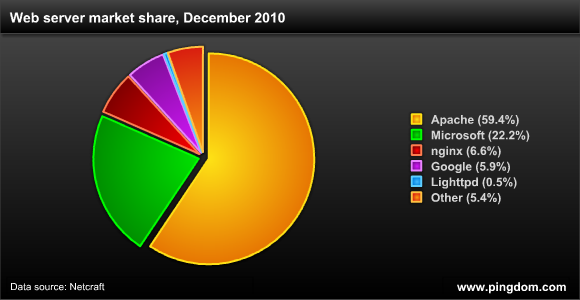 Web server market share, December 2010
Apache (59.4%)
Microsoft (22.2%)
nginx (6.6%)
Google (5.9%)
Lighttpd (0.5%)
Other (5.4%)
Data source: Netcraft
www.pingdom.com